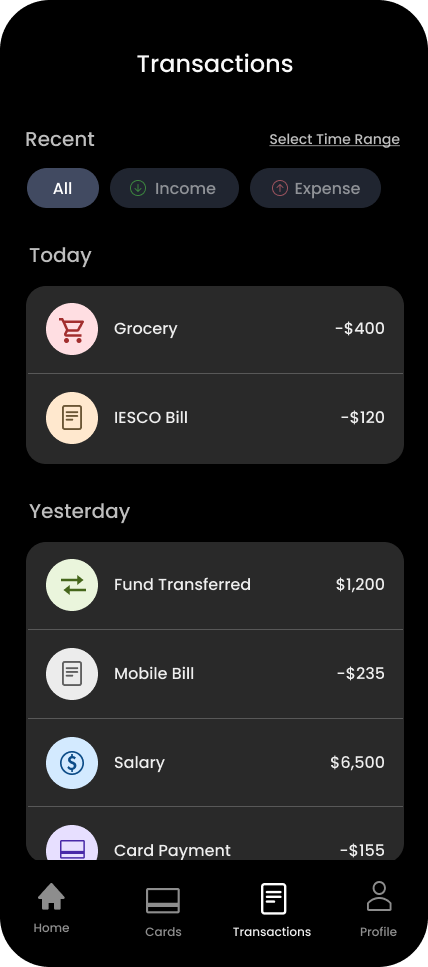 Transactions
Recent
Select Time Range
All
Income
Expense
Today
Grocery
-$400
IESCO Bill
-$120
Yesterday
Fund Transferred
$1,200
Mobile Bill
-$235
$
Salary
$6,500
Card Payment
-$155
Home
Cards
Transactions
Profile